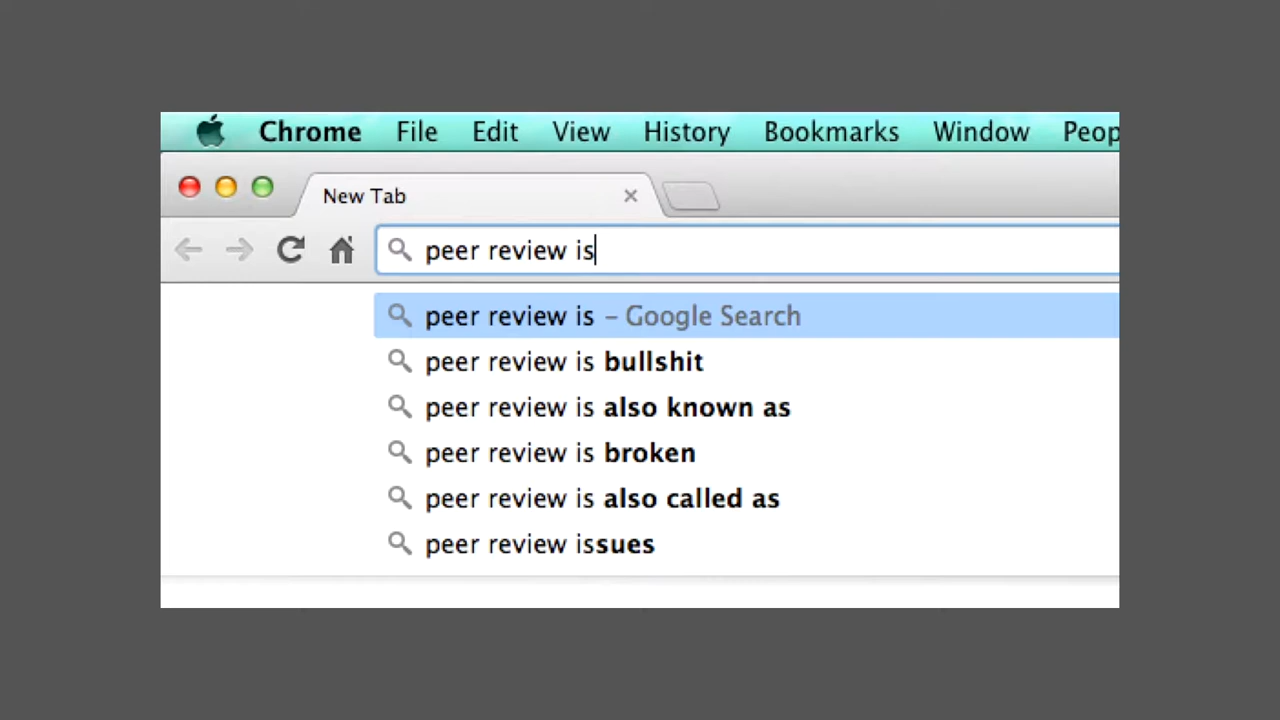 Chrome File Edit View History Bookmarks Window Peop
New Tab
peer review is
peer review is – Google Search
peer review is bullshit
peer review is also known as
peer review is broken
peer review is also called as
peer review issues